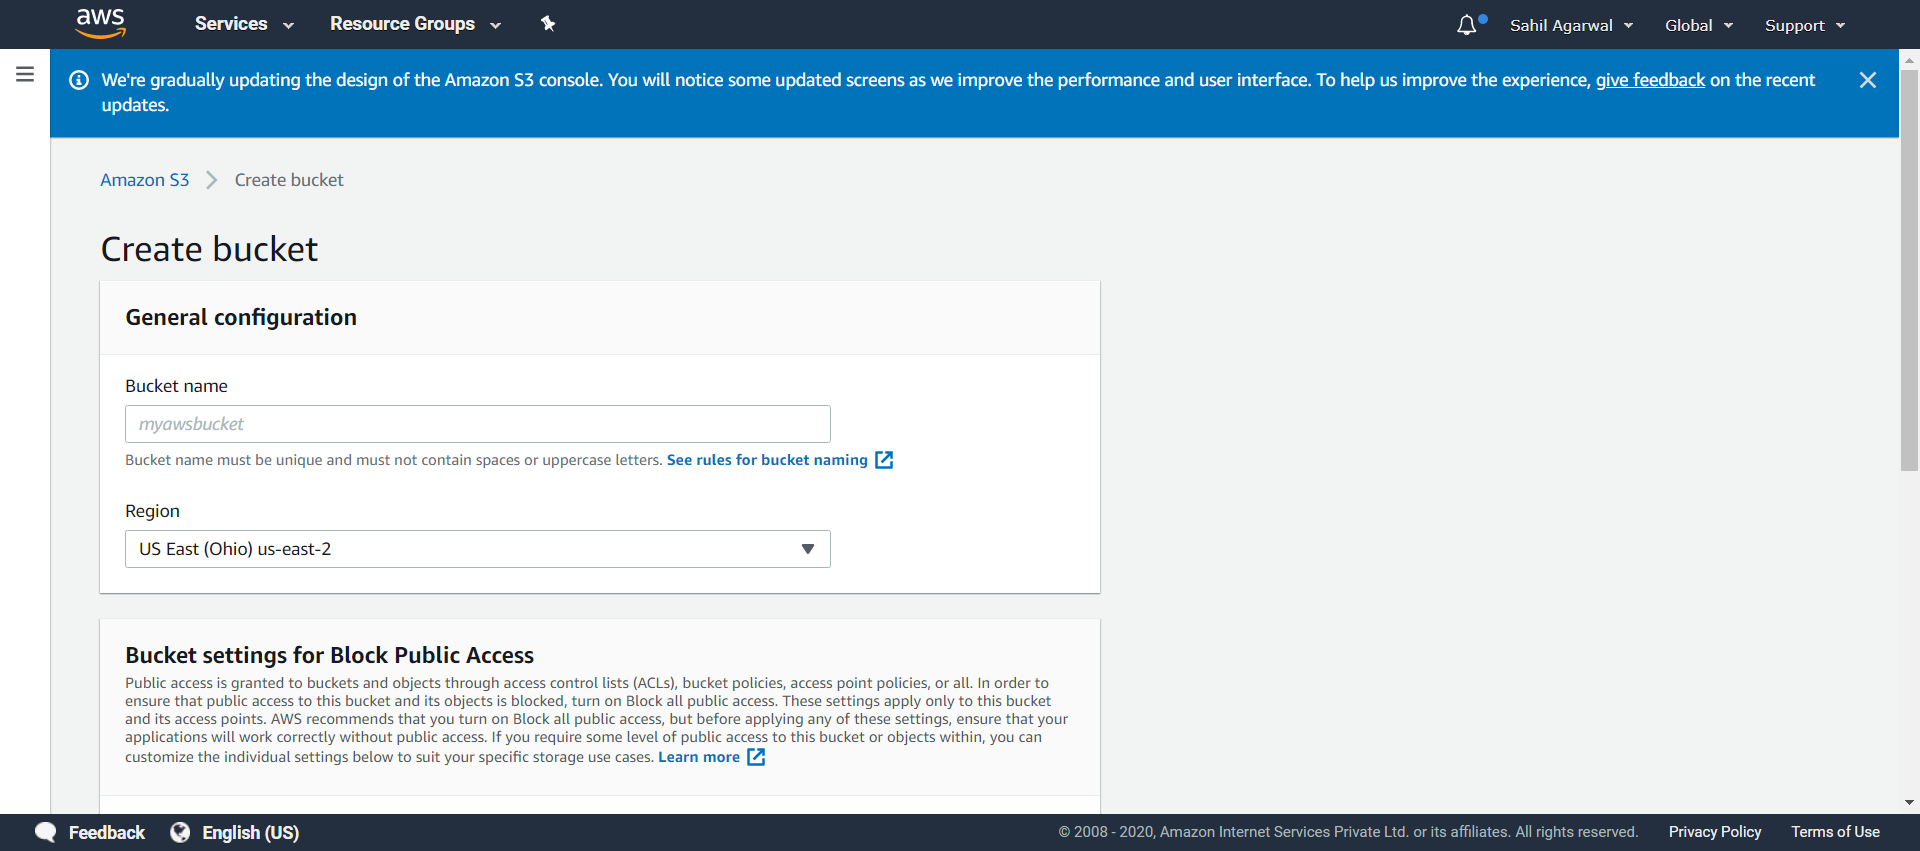 aws Services Resource Groups Sahil Agarwal Global Support
We're gradually updating the design of the Amazon S3 console. You will notice some updated screens as we improve the performance and user interface. To help us improve the experience, give feedback on the recent
updates.
Amazon S3 Create bucket
Create bucket
General configuration
Bucket name
myawsbucket
Bucket name must be unique and must not contain spaces or uppercase letters. See rules for bucket naming
Region
US East (Ohio) us-east-2
Bucket settings for Block Public Access
Public access is granted to buckets and objects through access control lists (ACLs), bucket policies, access point policies, or all. In order to
ensure that public access to this bucket and its objects is blocked, turn on Block all public access. These settings apply only to this bucket
and its access points. AWS recommends that you turn on Block all public access, but before applying any of these settings, ensure that your
applications will work correctly without public access. If you require some level of public access to this bucket or objects within, you can
customize the individual settings below to suit your specific storage use cases. Learn more
Feedback English (US) © 2008 - 2020, Amazon Internet Services Private Ltd. or its affiliates. All rights reserved. Privacy Policy Terms of Use